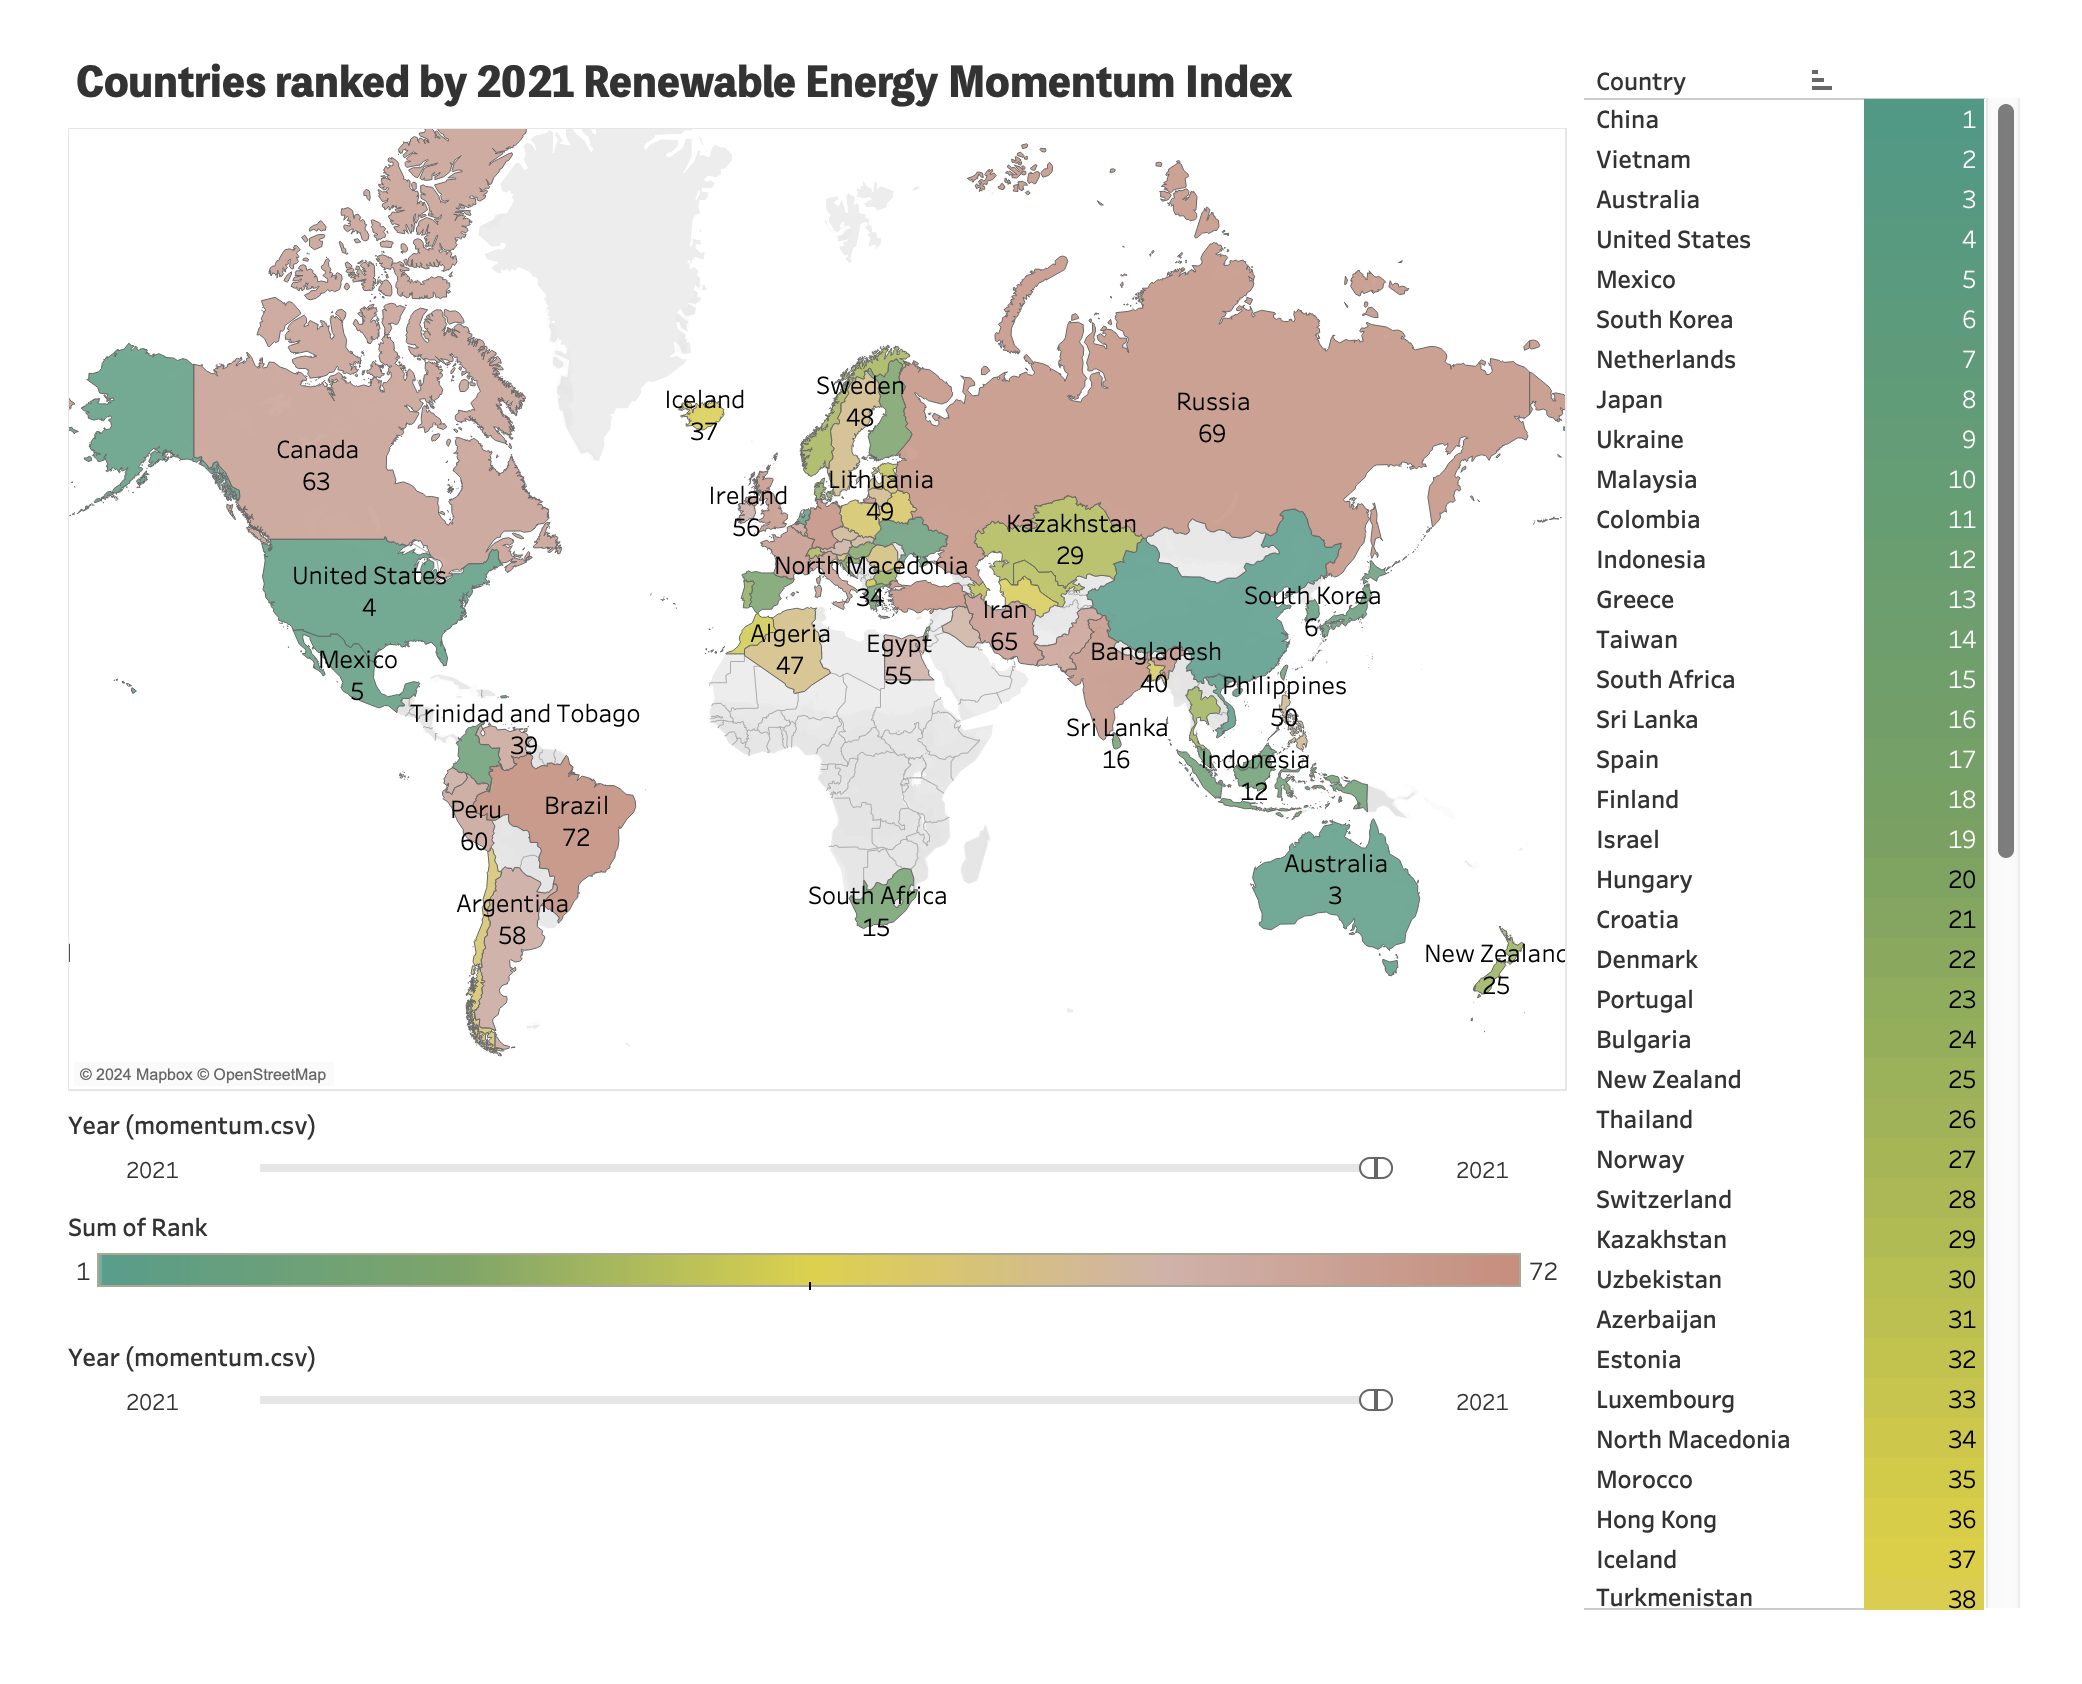 Countries ranked by 2021 Renewable Energy Momentum Index
Canada
63
United States
4
Mexico
5
Trinidad and Tobago
39
Peru
60
Brazil
72
Argentina
58
Iceland
37
Sweden
48
Ireland
56
Lithuania
49
North Macedonia
34
Algeria
47
Egypt
55
South Africa
15
Russia
69
Kazakhstan
29
Iran
65
Bangladesh
40
Sri Lanka
16
South Korea
6
Philippines
50
Indonesia
12
Australia
3
New Zealand
25
© 2024 Mapbox © OpenStreetMap
Year (momentum.csv)
2021 2021
Sum of Rank
1 72
Year (momentum.csv)
2021 2021
Country
China 1
Vietnam 2
Australia 3
United States 4
Mexico 5
South Korea 6
Netherlands 7
Japan 8
Ukraine 9
Malaysia 10
Colombia 11
Indonesia 12
Greece 13
Taiwan 14
South Africa 15
Sri Lanka 16
Spain 17
Finland 18
Israel 19
Hungary 20
Croatia 21
Denmark 22
Portugal 23
Bulgaria 24
New Zealand 25
Thailand 26
Norway 27
Switzerland 28
Kazakhstan 29
Uzbekistan 30
Azerbaijan 31
Estonia 32
Luxembourg 33
North Macedonia 34
Morocco 35
Hong Kong 36
Iceland 37
Turkmenistan 38